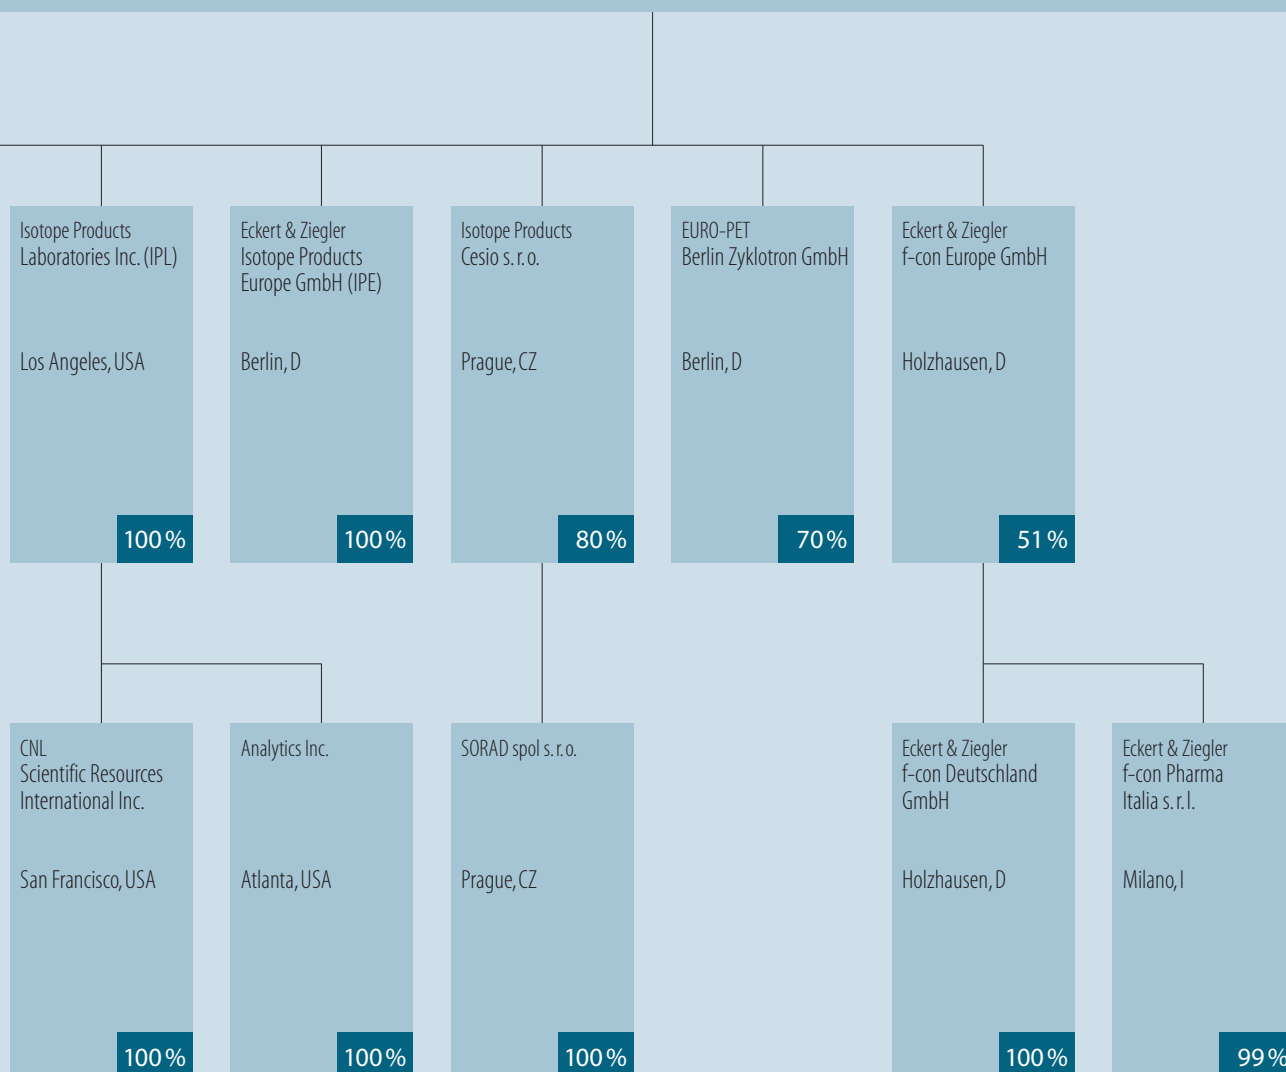 Isotope Products
Laboratories Inc. (IPL)
Los Angeles, USA
100 %
Eckert & Ziegler
Isotope Products
Europe GmbH (IPE)
Berlin, D
100 %
Isotope Products
Cesio s. r. o.
Prague, CZ
80 %
EURO-PET
Berlin Zyklotron GmbH
Berlin, D
70 %
Eckert & Ziegler
f-con Europe GmbH
Holzhausen, D
51 %
CNL
Scientific Resources
International Inc.
San Francisco, USA
100 %
Analytics Inc.
Atlanta, USA
100 %
SORAD spol s. r. o.
Prague, CZ
100 %
Eckert & Ziegler
f-con Deutschland
GmbH
Holzhausen, D
100 %
Eckert & Ziegler
f-con Pharma
Italia s. r. l.
Milano, I
99 %